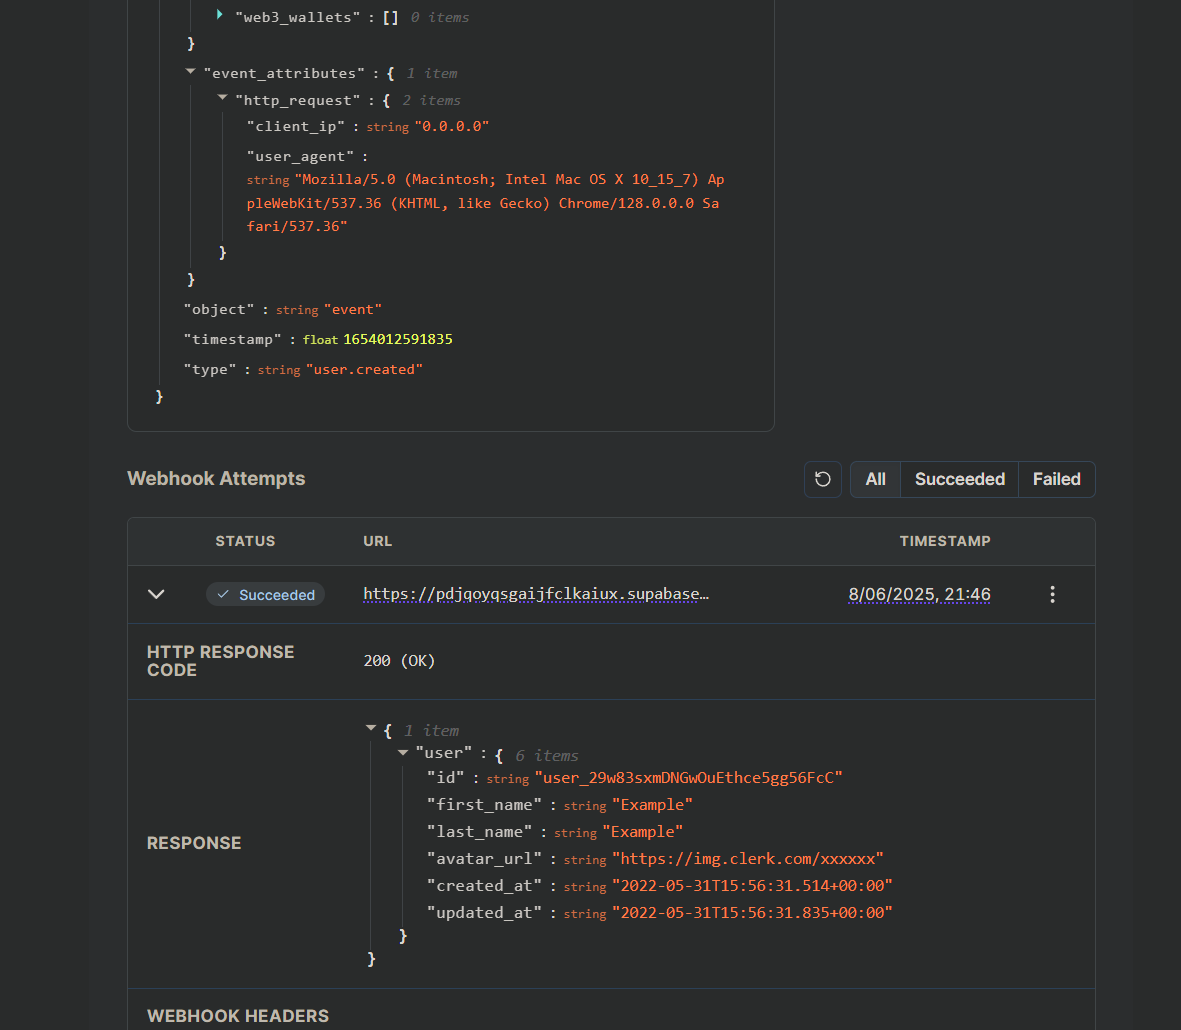 "web3_wallets" : [] 0 items
}
"event_attributes" : { 1 item
"http_request" : { 2 items
"client_ip" : string "0.0.0.0"
"user_agent" :
string "Mozilla/5.0 (Macintosh; Intel Mac OS X 10_15_7) Ap
pleWebKit/537.36 (KHTML, like Gecko) Chrome/128.0.0.0 Sa
fari/537.36"
}
}
"object" : string "event"
"timestamp" : float 1654012591835
"type" : string "user.created"
}
Webhook Attempts
All Succeeded Failed
STATUS URL TIMESTAMP
Succeeded https://pdjqoyqsgaijfclkaiux.supabase… 8/06/2025, 21:46
HTTP RESPONSE
CODE
200 (OK)
RESPONSE
{ 1 item
"user" : { 6 items
"id" : string "user_29w83sxmDNGwOuEthce5gg56FcC"
"first_name" : string "Example"
"last_name" : string "Example"
"avatar_url" : string "https://img.clerk.com/xxxxxx"
"created_at" : string "2022-05-31T15:56:31.514+00:00"
"updated_at" : string "2022-05-31T15:56:31.835+00:00"
}
}
WEBHOOK HEADERS